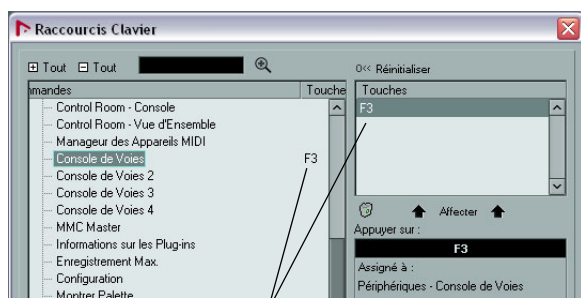 Raccourcis Clavier
Tout Tout
0<< Réinitialiser
mandes Touche
Touches
Control Room - Console
F3
Control Room - Vue d'Ensemble
Manageur des Appareils MIDI
Console de Voies F3
Console de Voies 2
Console de Voies 3
Console de Voies 4
Affecter
MMC Master
Appuyer sur :
Informations sur les Plug-ins
F3
Enregistrement Max.
Assigné à :
Configuration
Périphériques - Console de Voies
Montrer Palette